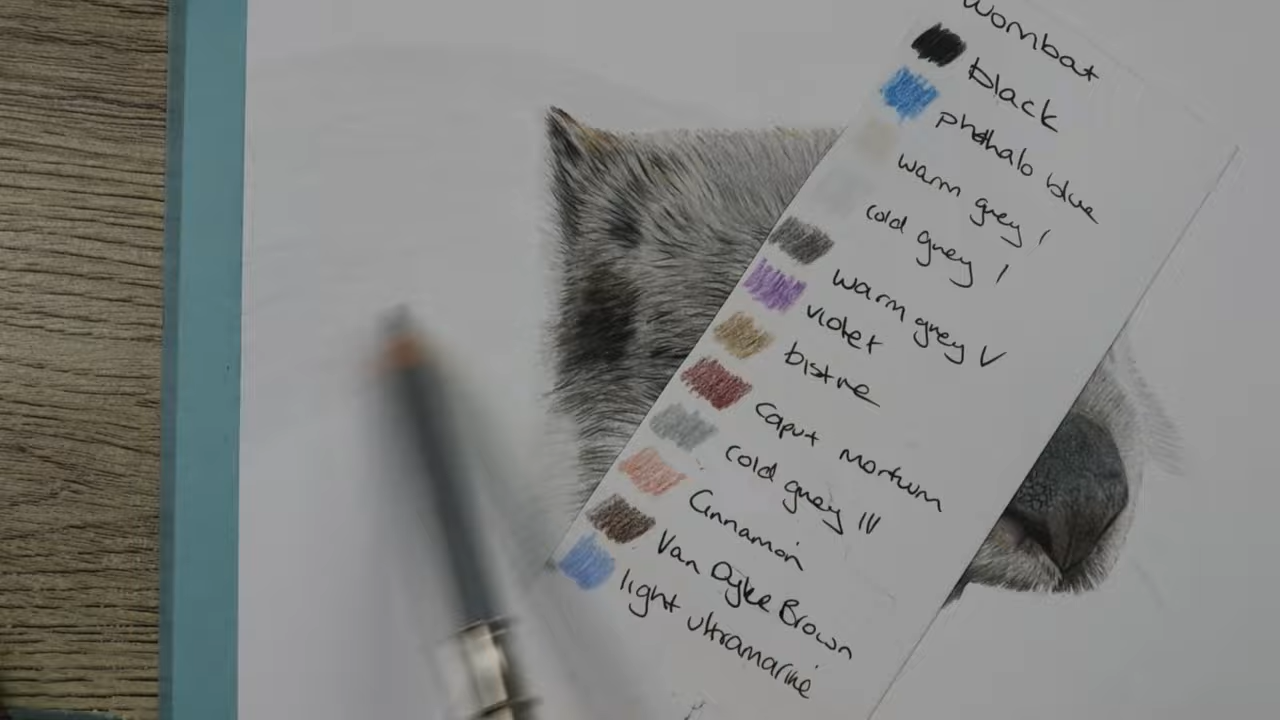 wombat
black
phthalo blue
warm grey I
cold grey I
warm grey V
violet
bistre
Caput mortuum
Cold grey IV
Cinnamon
Van Dyke Brown
light ultramarine